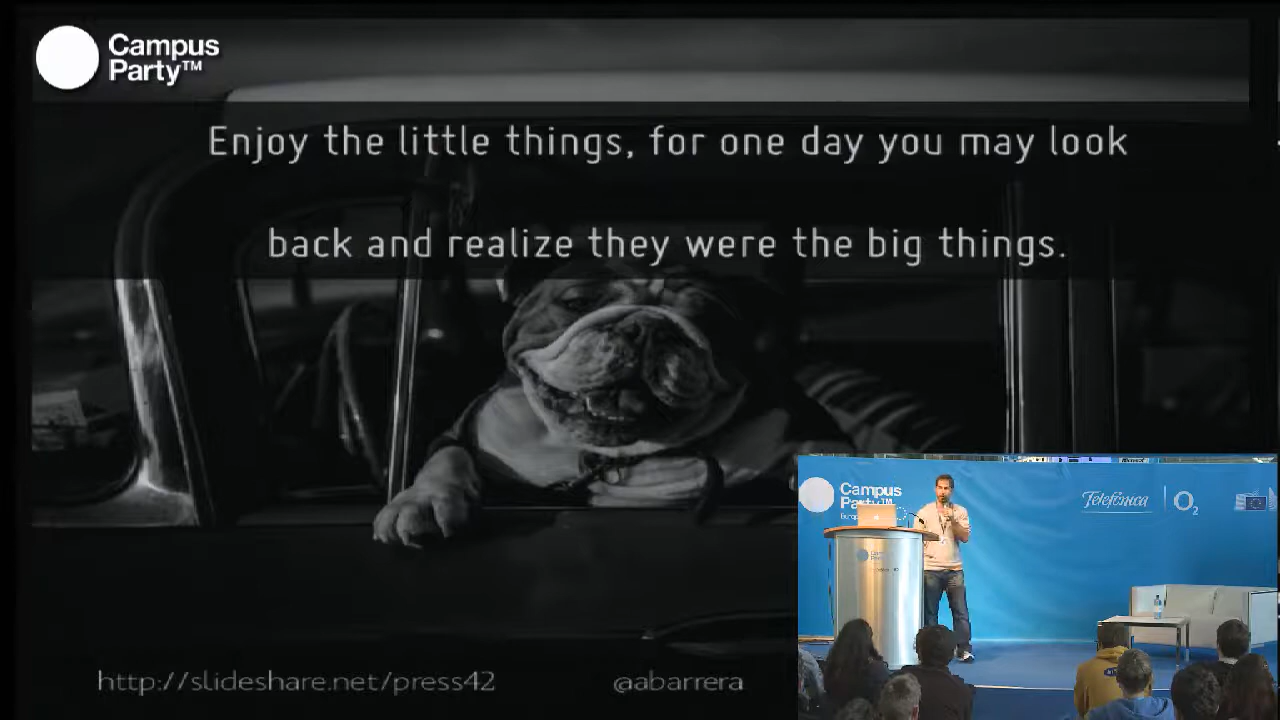 Campus
Party™
Enjoy the little things, for one day you may look
back and realize they were the big things.
Campus
Party™
Telefónica
O2
http://slideshare.net/press42
@abarrera